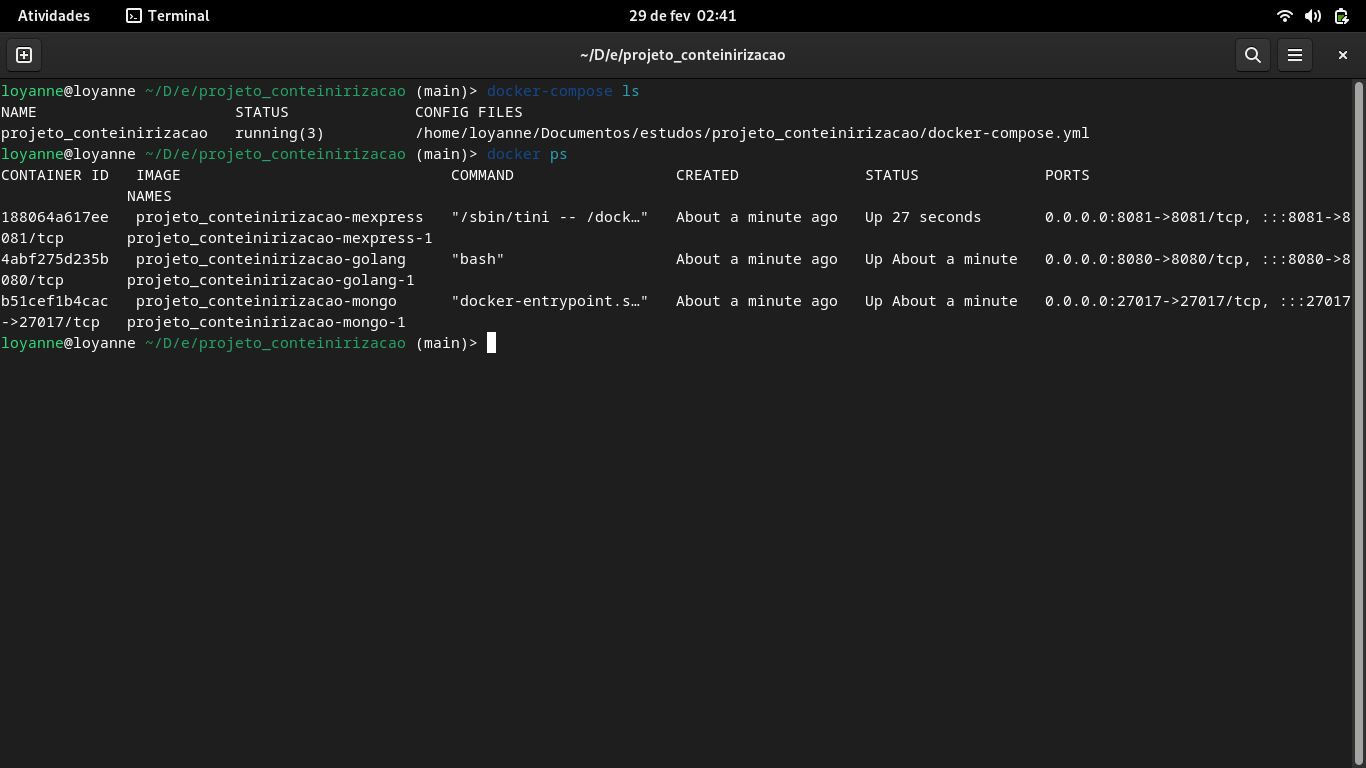 Atividades Terminal 29 de fev 02:41
~/D/e/projeto_conteinirizacao
loyanne@loyanne ~/D/e/projeto_conteinirizacao (main)> docker-compose ls
NAME STATUS CONFIG FILES
projeto_conteinirizacao running(3) /home/loyanne/Documentos/estudos/projeto_conteinirizacao/docker-compose.yml
loyanne@loyanne ~/D/e/projeto_conteinirizacao (main)> docker ps
CONTAINER ID IMAGE COMMAND CREATED STATUS PORTS
NAMES
188064a617ee projeto_conteinirizacao-mexpress "/sbin/tini -- /dock…" About a minute ago Up 27 seconds 0.0.0.0:8081->8081/tcp, :::8081->8
081/tcp projeto_conteinirizacao-mexpress-1
4abf275d235b projeto_conteinirizacao-golang "bash" About a minute ago Up About a minute 0.0.0.0:8080->8080/tcp, :::8080->8
080/tcp projeto_conteinirizacao-golang-1
b51cef1b4cac projeto_conteinirizacao-mongo "docker-entrypoint.s…" About a minute ago Up About a minute 0.0.0.0:27017->27017/tcp, :::27017
->27017/tcp projeto_conteinirizacao-mongo-1
loyanne@loyanne ~/D/e/projeto_conteinirizacao (main)>